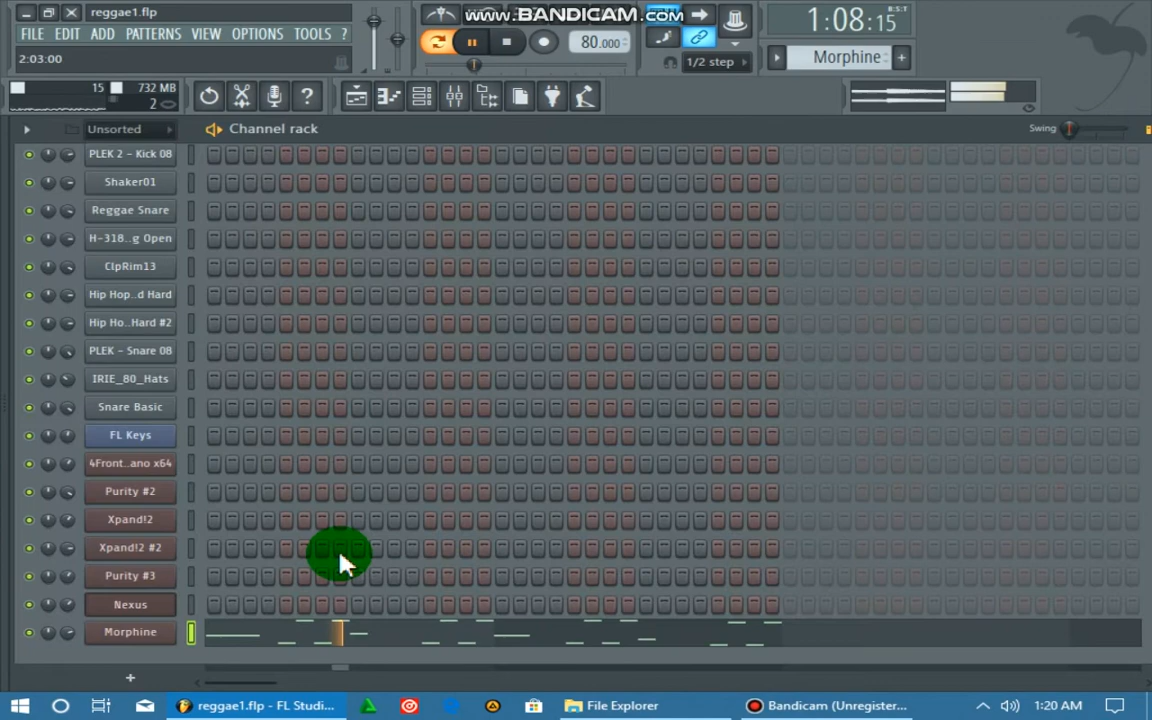 reggae1.flp
www.BANDICAM.com
FILE EDIT ADD PATTERNS VIEW OPTIONS TOOLS ?
2:03:00
80.000
1/2 step
1:08:15
B:S:T
Morphine
15
732 MB
2
Unsorted
Channel rack
Swing
PLEK 2 - Kick 08
Shaker01
Reggae Snare
H-318..g Open
ClpRim13
Hip Hop..d Hard
Hip Ho..Hard #2
PLEK - Snare 08
IRIE_80_Hats
Snare Basic
FL Keys
4Front..ano x64
Purity #2
Xpand!2
Xpand!2 #2
Purity #3
Nexus
Morphine
+
reggae1.flp - FL Studi...
File Explorer
Bandicam (Unregister...
1:20 AM